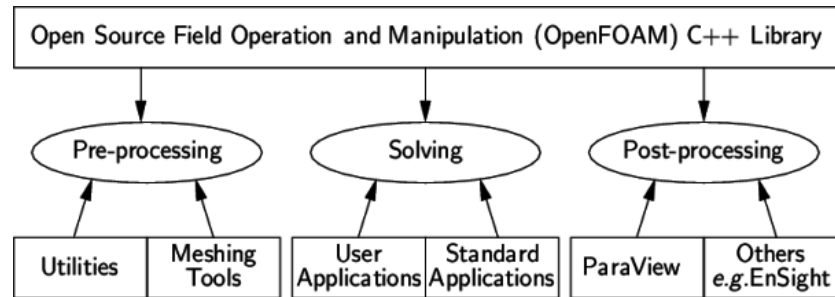 Open Source Field Operation and Manipulation (OpenFOAM) C++ Library
Pre-processing
Solving
Post-processing
Utilities
Meshing
Tools
User
Applications
Standard
Applications
ParaView
Others
e.g.EnSight